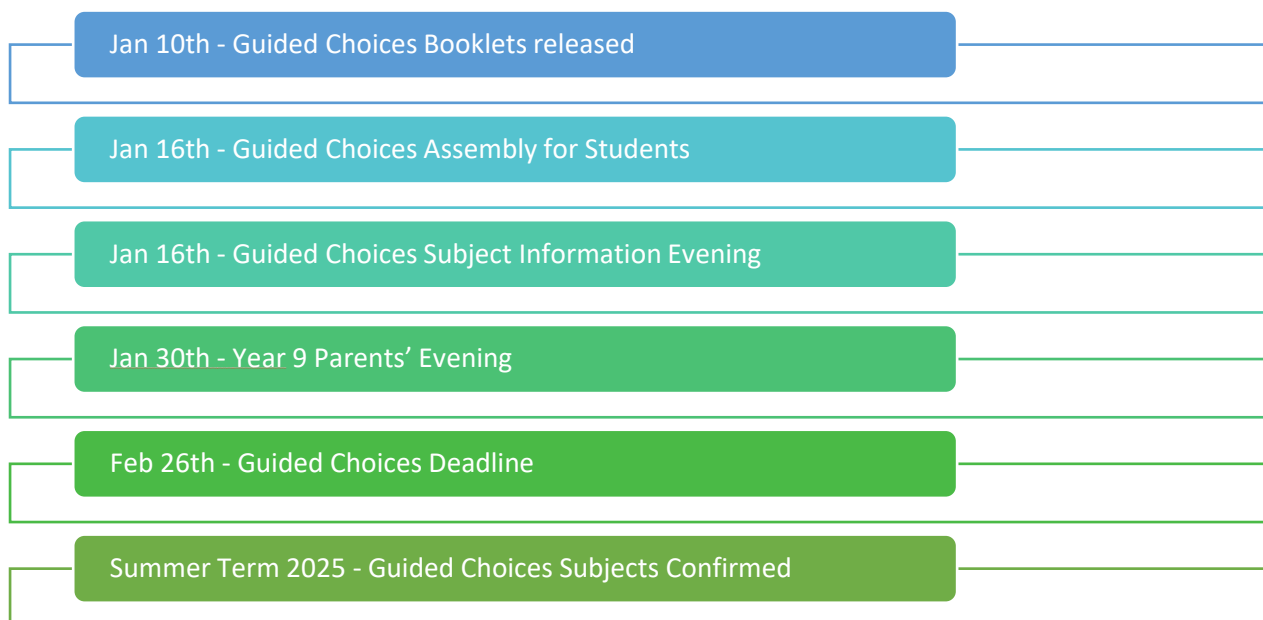 Jan 10th - Guided Choices Booklets released
Jan 16th - Guided Choices Assembly for Students
Jan 16th - Guided Choices Subject Information Evening
Jan 30th - Year 9 Parents’ Evening
Feb 26th - Guided Choices Deadline
Summer Term 2025 - Guided Choices Subjects Confirmed